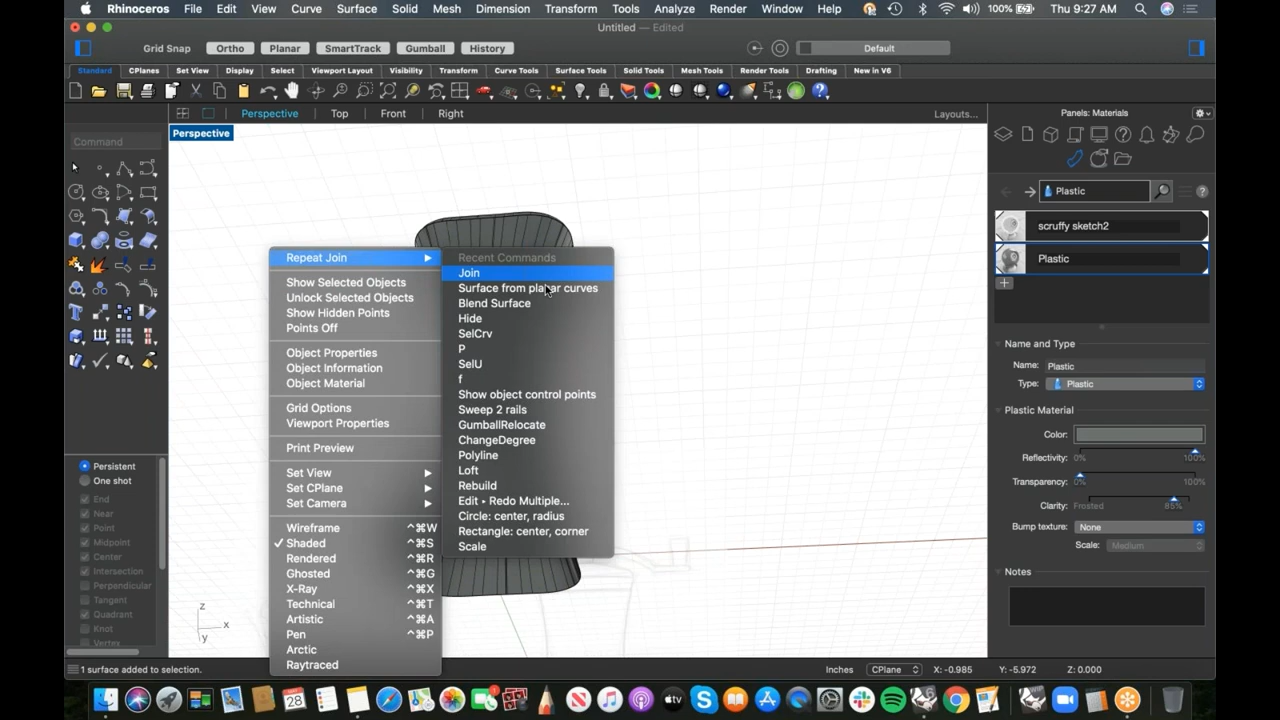 Rhinoceros File Edit View Curve Surface Solid Mesh Dimension Transform Tools Analyze Render Window Help 100% Thu 9:27 AM
Untitled — Edited
Grid Snap Ortho Planar SmartTrack Gumball History Default
Standard CPlanes Set View Display Select Viewport Layout Visibility Transform Curve Tools Surface Tools Solid Tools Mesh Tools Render Tools Drafting New in V6
Perspective Top Front Right Layouts... Panels: Materials
Perspective
Command
Plastic
scruffy sketch2
Plastic
Repeat Join
Show Selected Objects
Unlock Selected Objects
Show Hidden Points
Points Off
Object Properties
Object Information
Object Material
Grid Options
Viewport Properties
Print Preview
Set View
Set CPlane
Set Camera
Wireframe ^⌘W
✓ Shaded ^⌘S
Rendered ^⌘R
Ghosted ^⌘G
X-Ray ^⌘X
Technical ^⌘T
Artistic ^⌘A
Pen ^⌘P
Arctic
Raytraced
Recent Commands
Join
Surface from planar curves
Blend Surface
Hide
SelCrv
P
SelU
f
Show object control points
Sweep 2 rails
GumballRelocate
ChangeDegree
Polyline
Loft
Rebuild
Edit ▸ Redo Multiple...
Circle: center, radius
Rectangle: center, corner
Scale
Name and Type
Name: Plastic
Type: Plastic
Plastic Material
Color:
Reflectivity: 0% 100%
Transparency: 0% 100%
Clarity: Frosted 85% Clear
Bump texture: None
Scale: Medium
Notes
Persistent
One shot
End
Near
Point
Midpoint
Center
Intersection
Perpendicular
Tangent
Quadrant
Knot
Vertex
z
x
y
1 surface added to selection. Inches CPlane X: -0.985 Y: -5.972 Z: 0.000
28